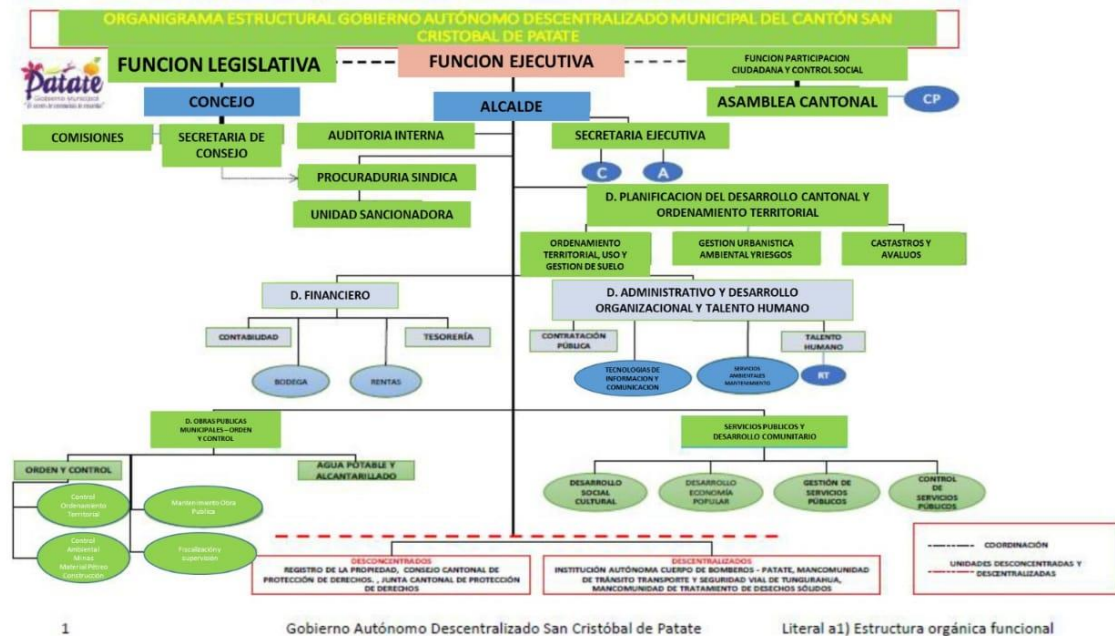 ORGANIGRAMA ESTRUCTURAL GOBIERNO AUTÓNOMO DESCENTRALIZADO MUNICIPAL DEL CANTÓN SAN
CRISTOBAL DE PATATE
FUNCION LEGISLATIVA
FUNCION EJECUTIVA
FUNCION PARTICIPACION
CIUDADANA Y CONTROL SOCIAL
Patate
Gobierno Municipal
CONCEJO
ALCALDE
ASAMBLEA CANTONAL
CP
COMISIONES
SECRETARIA DE
CONSEJO
AUDITORIA INTERNA
SECRETARIA EJECUTIVA
C
A
PROCURADURIA SINDICA
UNIDAD SANCIONADORA
D. PLANIFICACION DEL DESARROLLO CANTONAL Y
ORDENAMIENTO TERRITORIAL
ORDENAMIENTO
TERRITORIAL, USO y
GESTION DE SUELO
GESTION URBANISTICA
AMBIENTAL YRIESGOS
CASTASTROS Y
AVALUOS
D. FINANCIERO
D. ADMINISTRATIVO Y DESARROLLO
ORGANIZACIONAL Y TALENTO HUMANO
CONTABILIDAD
TESORERÍA
CONTRATACIÓN
PÚBLICA
TALENTO
HUMANO
BODEGA
RENTAS
TECNOLOGIAS DE
INFORMACION Y
COMUNICACION
SERVICIOS
AMBIENTALES
MANTENIMIENTO
RT
D. OBRAS PUBLICAS
MUNICIPALES – ORDEN
Y CONTROL
SERVICIOS PUBLICOS Y
DESARROLLO COMUNITARIO
ORDEN Y CONTROL
AGUA POTABLE Y
ALCANTARILLADO
Control
Ordenamiento
Territorial
Mantenimiento Obra
Publica
DESARROLLO
SOCIAL
CULTURAL
DESARROLLO
ECONOMÍA
POPULAR
GESTIÓN DE
SERVICIOS
PÚBLICOS
CONTROL
DE
SERVICIOS
PÚBLICOS
Control
Ambiental
Minas
Material Pétreo
Construcción
Fiscalización y
supervisión
DESCONCENTRADOS
REGISTRO DE LA PROPIEDAD, CONSEJO CANTONAL DE
PROTECCIÓN DE DERECHOS. , JUNTA CANTONAL DE PROTECCIÓN
DE DERECHOS
DESCENTRALIZADOS
INSTITUCIÓN AUTÓNOMA CUERPO DE BOMBEROS - PATATE, MANCOMUNIDAD
DE TRÁNSITO TRANSPORTE Y SEGURIDAD VIAL DE TUNGURAHUA,
MANCOMUNIDAD DE TRATAMIENTO DE DESECHOS SÓLIDOS
COORDINACIÓN
UNIDADES DESCONCENTRADAS Y
DESCENTRALIZADAS
1
Gobierno Autónomo Descentralizado San Cristóbal de Patate
Literal a1) Estructura orgánica funcional